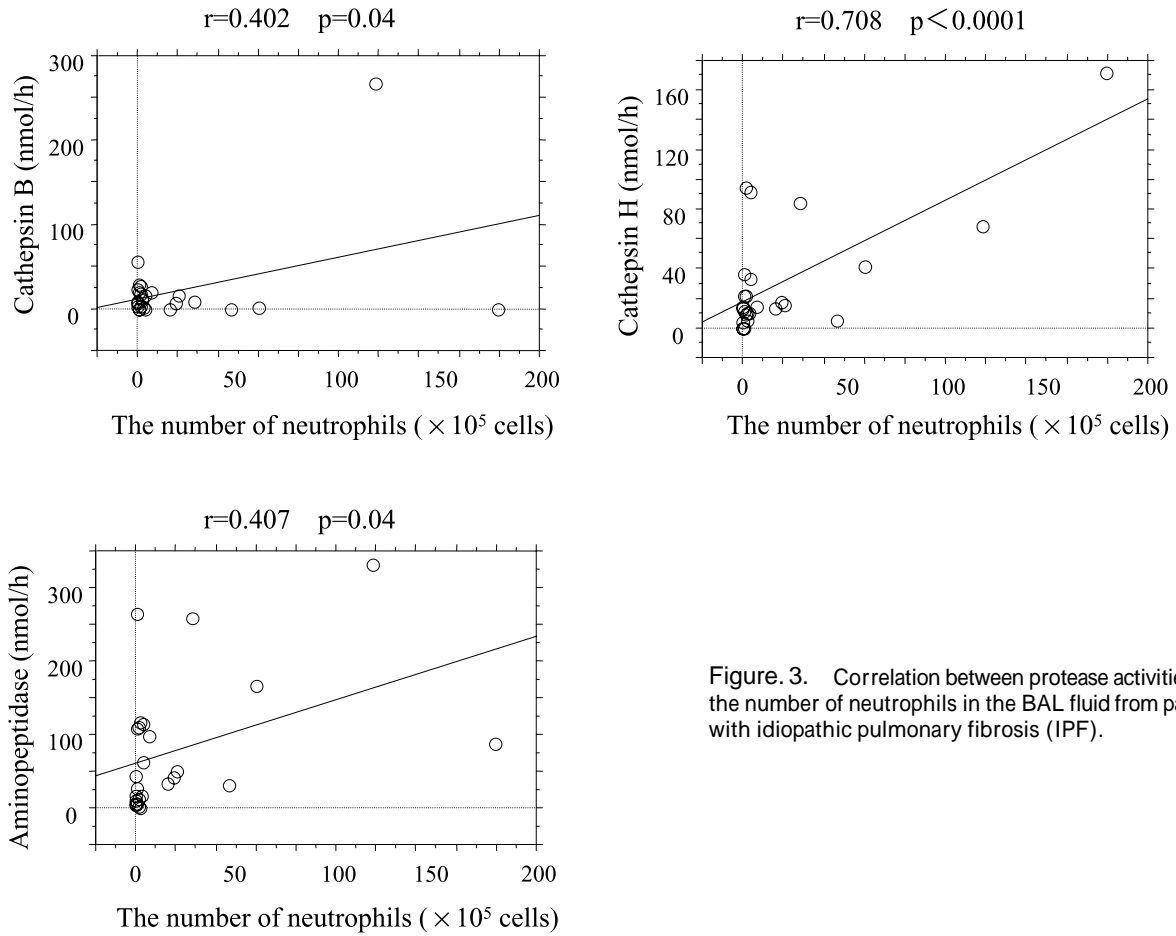 r=0.402 p=0.04
300
200
100
0
Cathepsin B (nmol/h)
0 50 100 150 200
The number of neutrophils (×10⁵ cells)
r=0.708 p<0.0001
160
120
80
40
0
Cathepsin H (nmol/h)
0 50 100 150 200
The number of neutrophils (×10⁵ cells)
r=0.407 p=0.04
300
200
100
0
Aminopeptidase (nmol/h)
0 50 100 150 200
The number of neutrophils (×10⁵ cells)
Figure. 3. Correlation between protease activitie
the number of neutrophils in the BAL fluid from pa
with idiopathic pulmonary fibrosis (IPF).